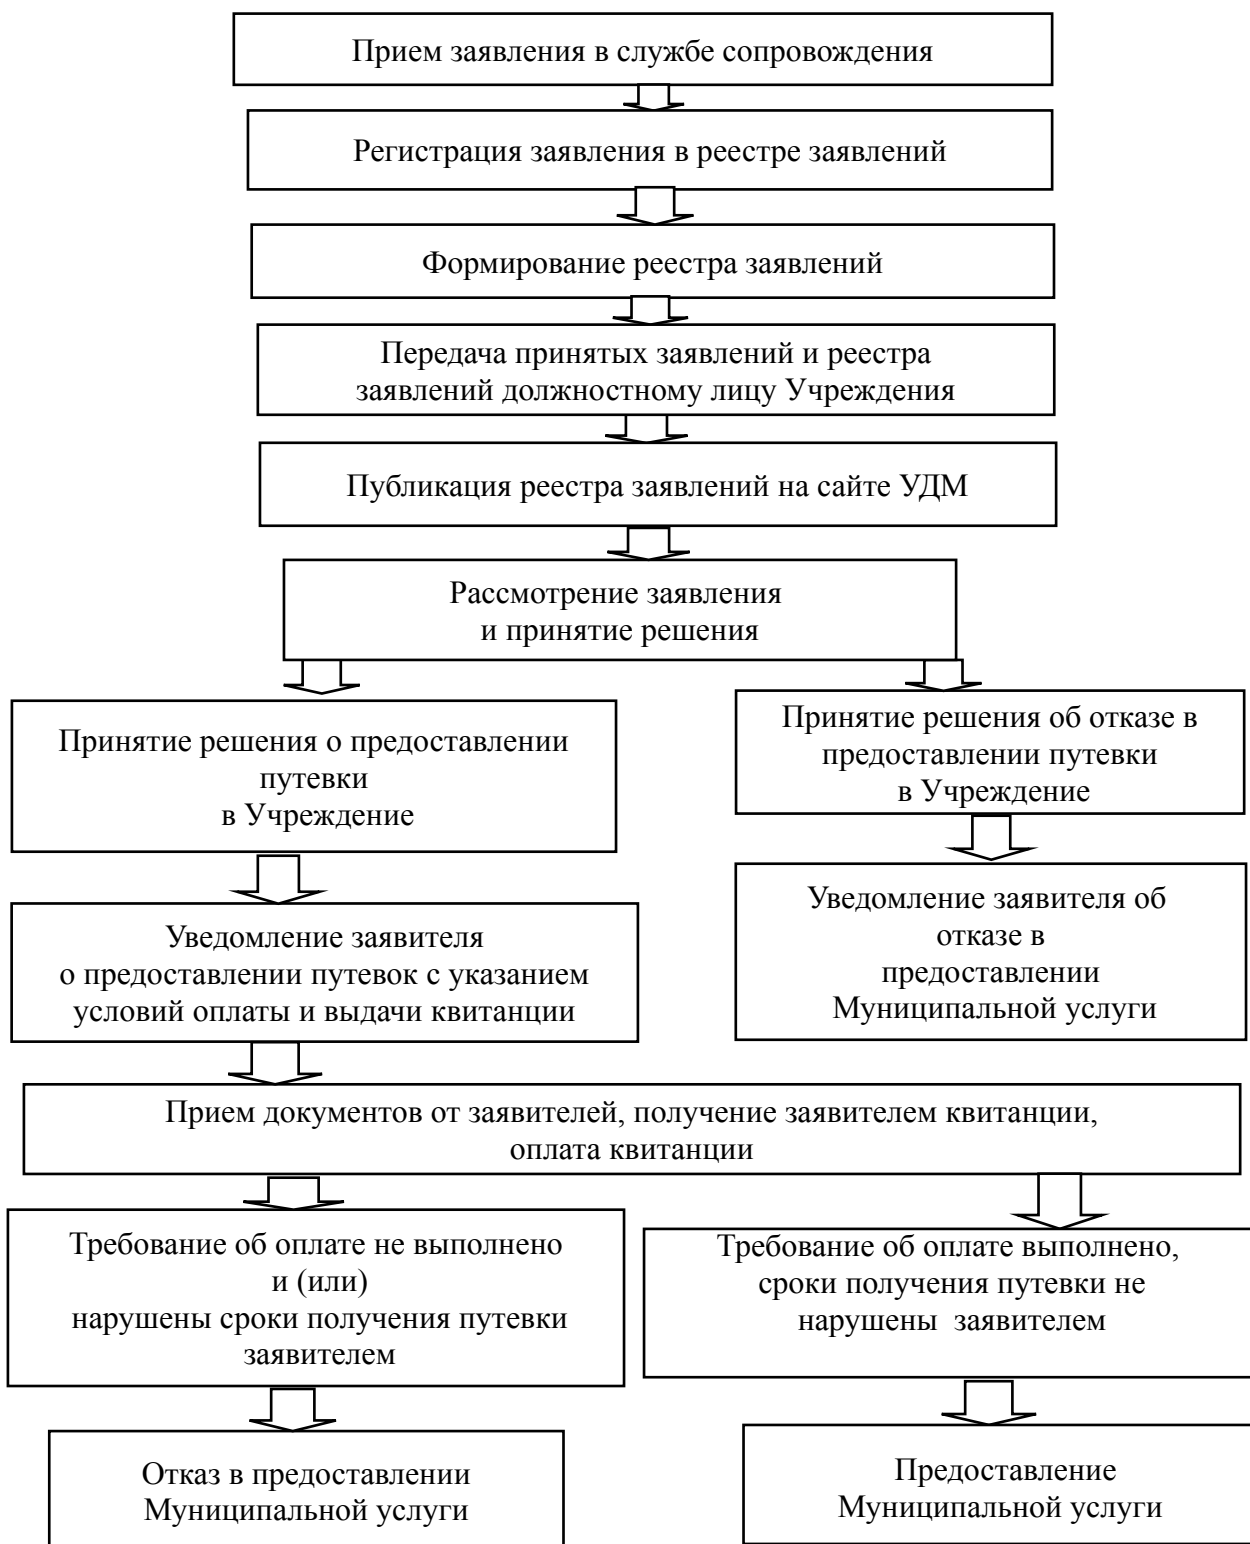 Прием заявления в службе сопровождения
Регистрация заявления в реестре заявлений
Формирование реестра заявлений
Передача принятых заявлений и реестра
заявлений должностному лицу Учреждения
Публикация реестра заявлений на сайте УДМ
Рассмотрение заявления
и принятие решения
Принятие решения о предоставлении
путевки
в Учреждение
Принятие решения об отказе в
предоставлении путевки
в Учреждение
Уведомление заявителя
о предоставлении путевок с указанием
условий оплаты и выдачи квитанции
Уведомление заявителя об
отказе в
предоставлении
Муниципальной услуги
Прием документов от заявителей, получение заявителем квитанции,
оплата квитанции
Требование об оплате не выполнено
и (или)
нарушены сроки получения путевки
заявителем
Требование об оплате выполнено,
сроки получения путевки не
нарушены  заявителем
Отказ в предоставлении
Муниципальной услуги
Предоставление
Муниципальной услуги